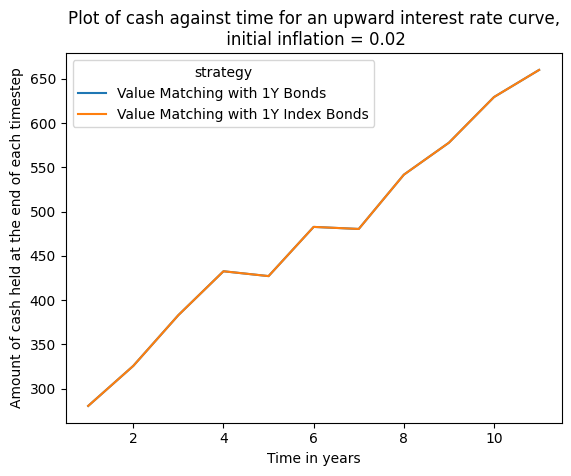 Plot of cash against time for an upward interest rate curve,
initial inflation = 0.02
strategy
Value Matching with 1Y Bonds
Value Matching with 1Y Index Bonds
Amount of cash held at the end of each timestep
650
600
550
500
450
400
350
300
2 4 6 8 10
Time in years